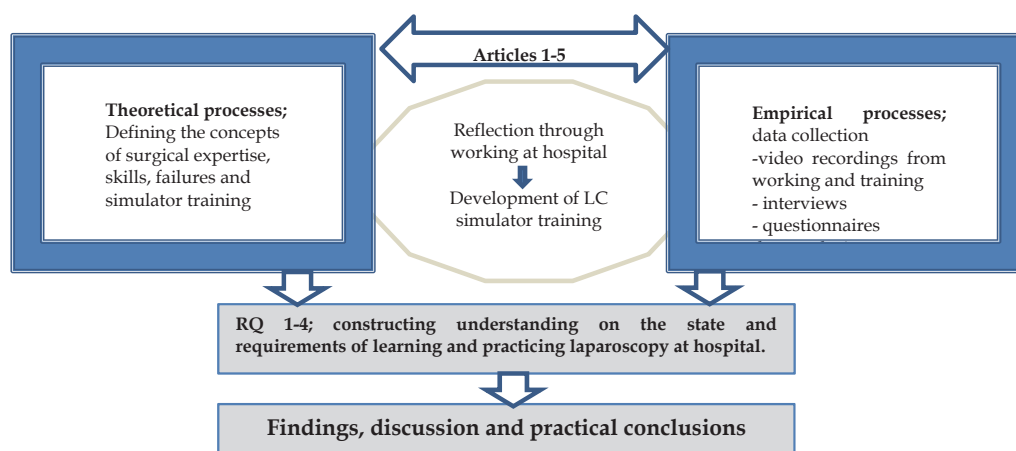 Articles 1-5
Theoretical processes;
Defining the concepts
of surgical expertise,
skills, failures and
simulator training
Reflection through
working at hospital
Development of LC
simulator training
Empirical processes;
data collection
-video recordings from
working and training
- interviews
- questionnaires
RQ 1-4; constructing understanding on the state and
requirements of learning and practicing laparoscopy at hospital.
Findings, discussion and practical conclusions